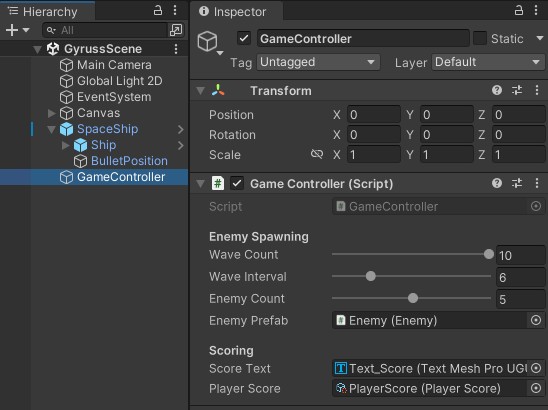 Hierarchy
All
GyrussScene
Main Camera
Global Light 2D
EventSystem
Canvas
SpaceShip
Ship
BulletPosition
GameController
Inspector
GameController
Static
Tag Untagged Layer Default
Transform
Position X 0 Y 0 Z 0
Rotation X 0 Y 0 Z 0
Scale X 1 Y 1 Z 1
Game Controller (Script)
Script GameController
Enemy Spawning
Wave Count 10
Wave Interval 6
Enemy Count 5
Enemy Prefab Enemy (Enemy)
Scoring
Score Text Text_Score (Text Mesh Pro UGU
Player Score PlayerScore (Player Score)